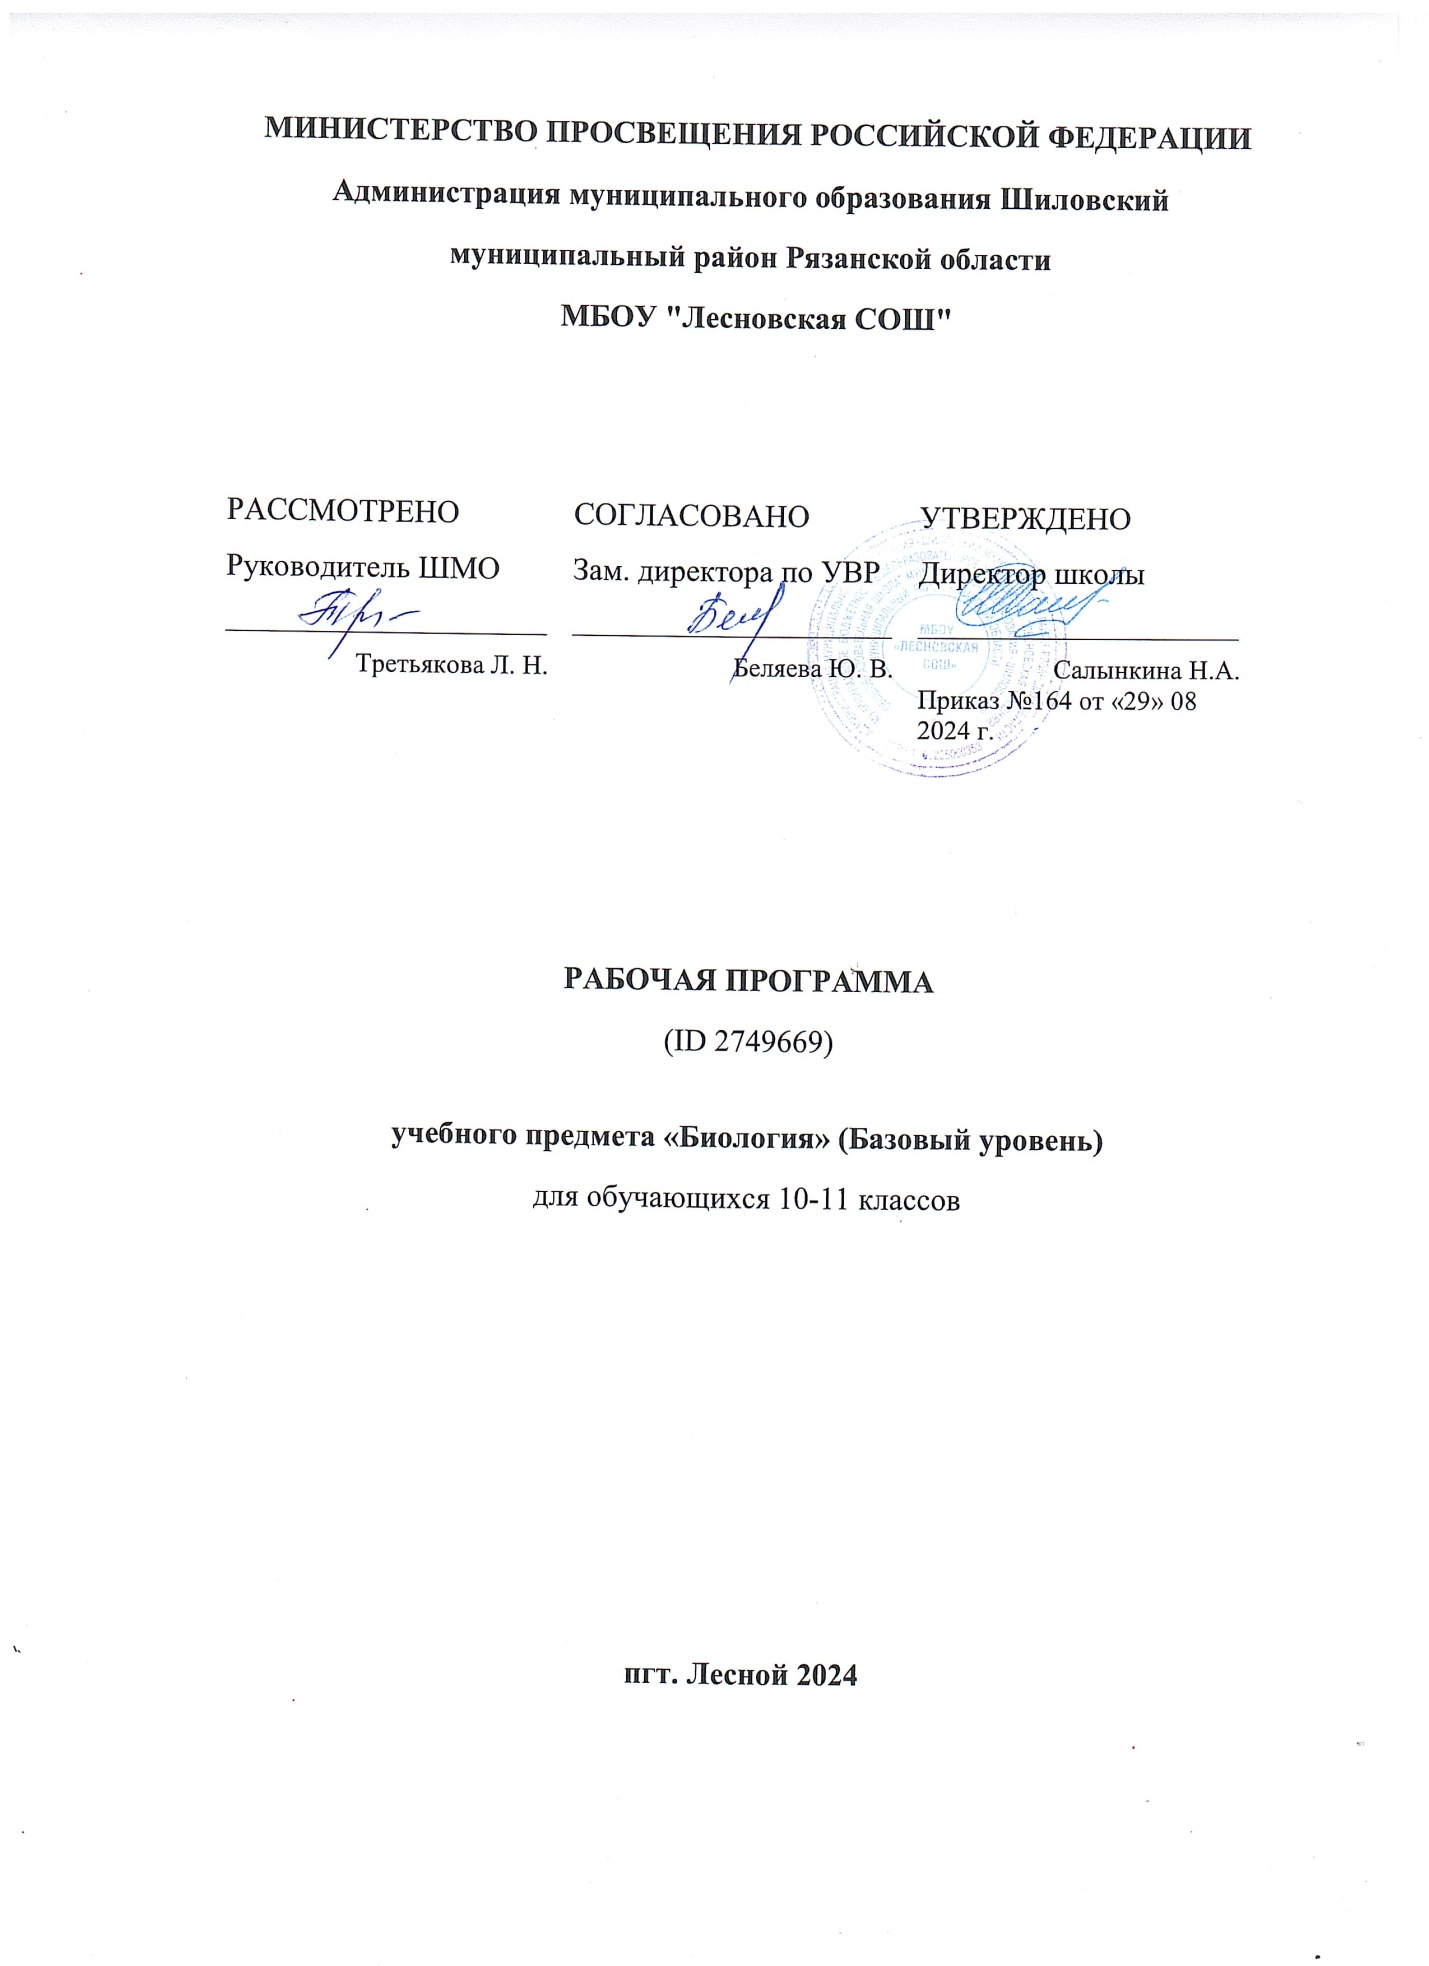 МИНИСТЕРСТВО ПРОСВЕЩЕНИЯ РОССИЙСКОЙ ФЕДЕРАЦИИ
Администрация муниципального образования Шиловский
муниципальный район Рязанской области
МБОУ "Лесновская СОШ"
РАССМОТРЕНО
Руководитель ШМО
Третьякова Л. Н.
СОГЛАСОВАНО
Зам. директора по УВР
Беляева Ю. В.
УТВЕРЖДЕНО
Директор школы
Салынкина Н.А.
Приказ №164 от «29» 08
2024 г.
МБОУ
«ЛЕСНОВСКАЯ
СОШ»
РАБОЧАЯ ПРОГРАММА
(ID 2749669)
учебного предмета «Биология» (Базовый уровень)
для обучающихся 10-11 классов
пгт. Лесной 2024